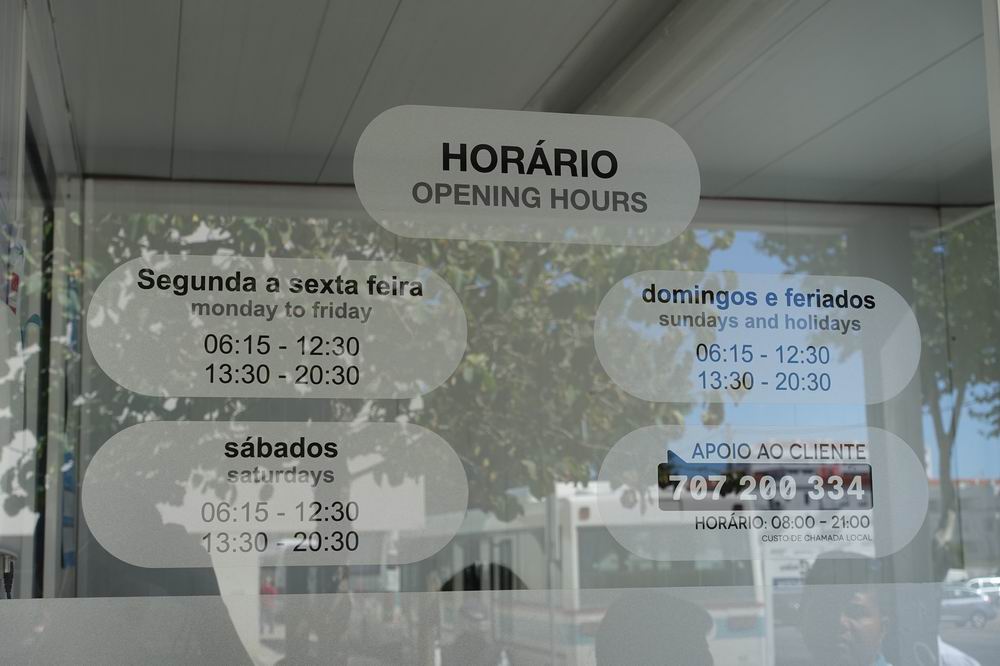 HORÁRIO
OPENING HOURS
Segunda a sexta feira
monday to friday
06:15 - 12:30
13:30 - 20:30
domingos e feriados
sundays and holidays
06:15 - 12:30
13:30 - 20:30
sábados
saturdays
06:15 - 12:30
13:30 - 20:30
APOIO AO CLIENTE
707 200 334
HORÁRIO: 08:00 - 21:00
CUSTO DE CHAMADA LOCAL